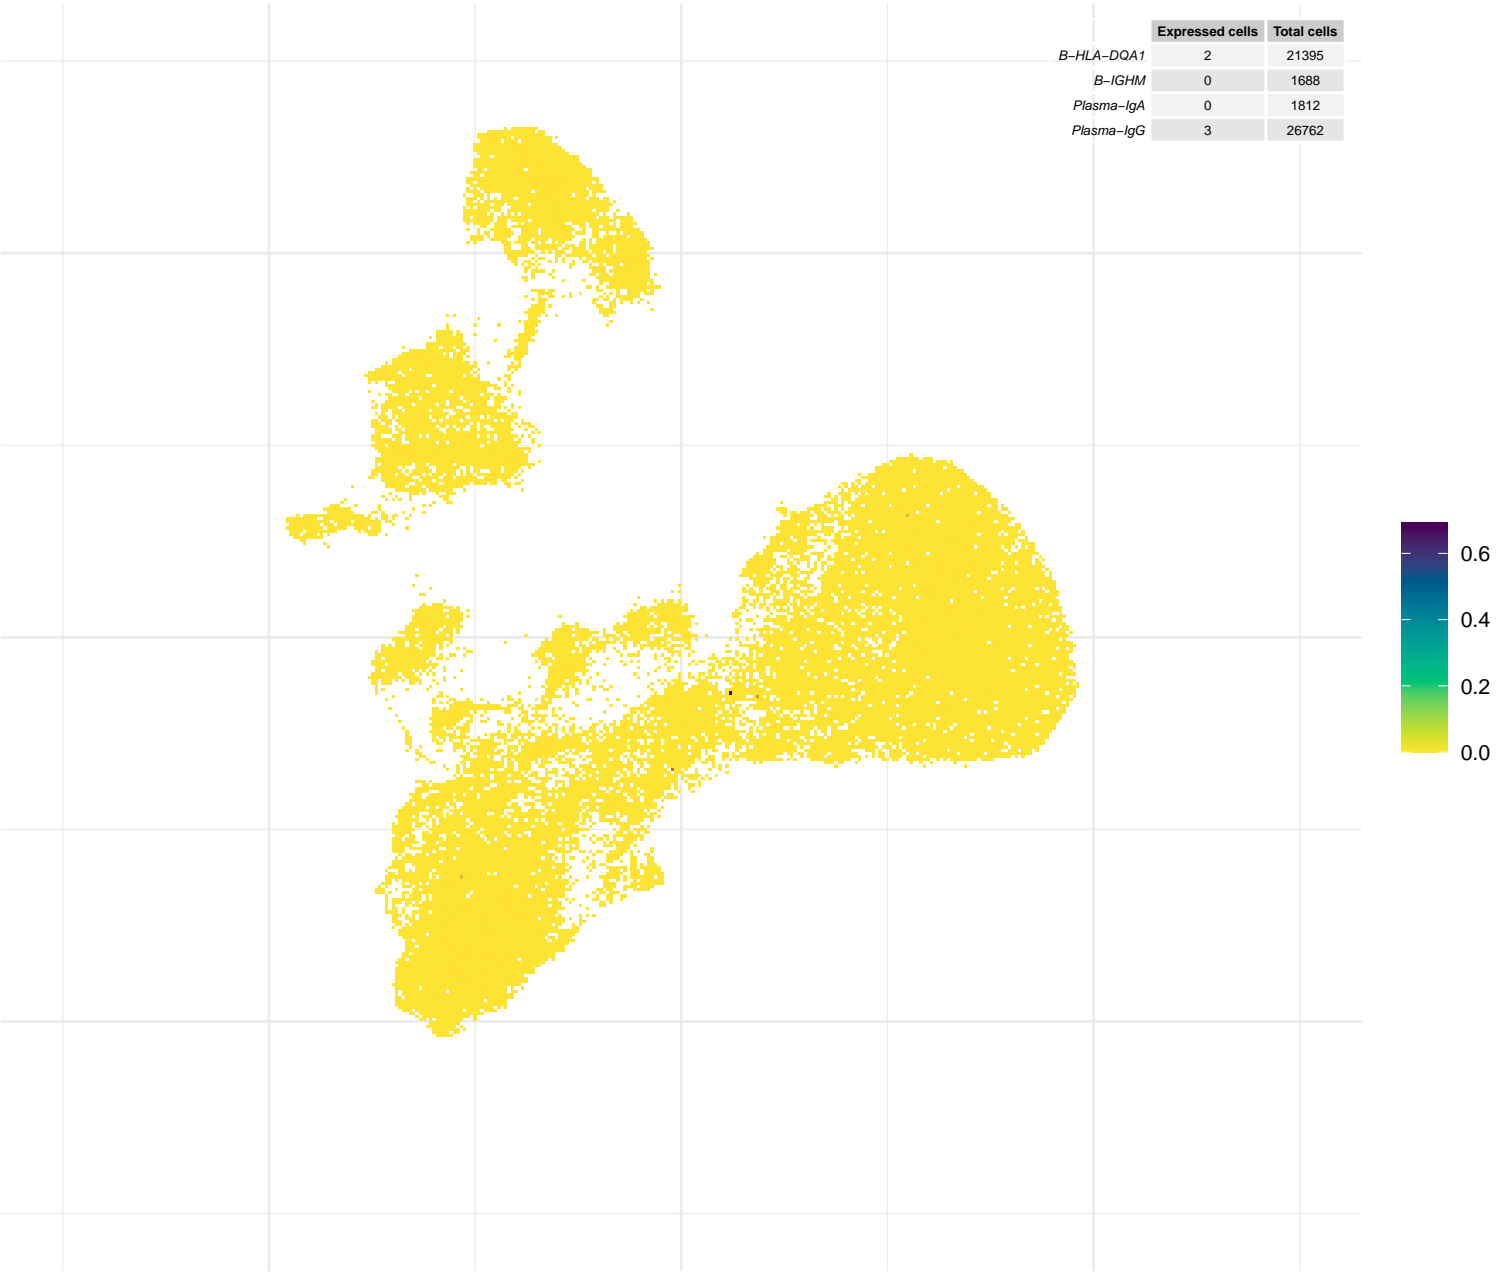 Expressed cells Total cells
B−HLA−DQA1 2 21395
B−IGHM 0 1688
Plasma−IgA 0 1812
Plasma−IgG 3 26762
0.6
0.4
0.2
0.0